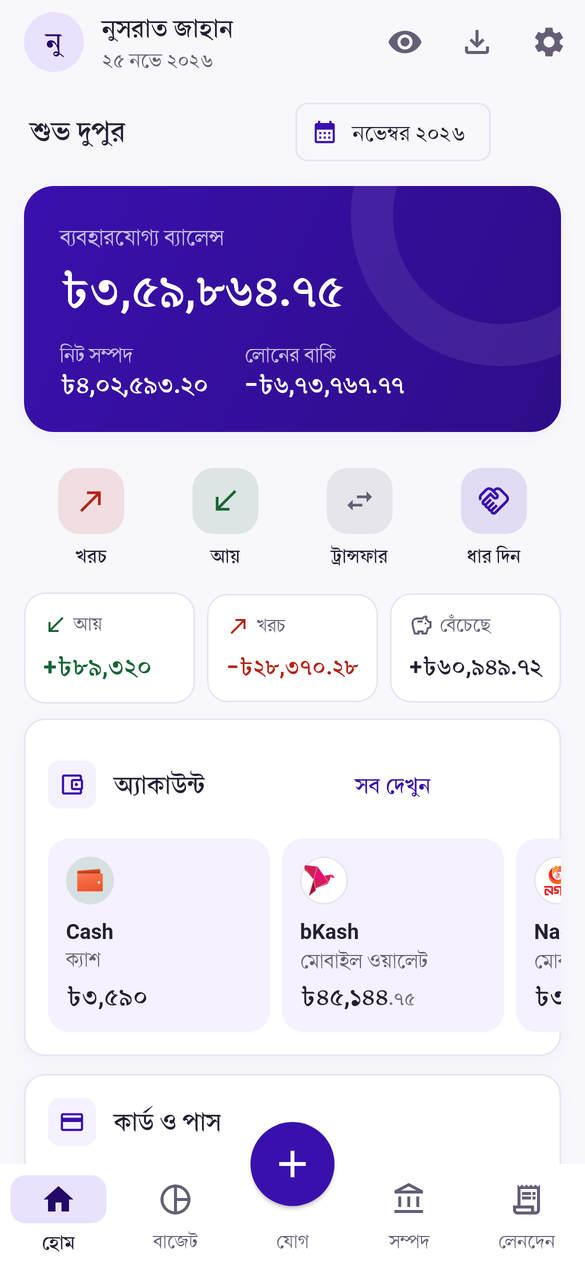 নু
নুসরাত জাহান
২৫ নভে ২০২৬
শুভ দুপুর
নভেম্বর ২০২৬
ব্যবহারযোগ্য ব্যালেন্স
৳৩,৫৯,৮৬৪.৭৫
নিট সম্পদ
লোনের বাকি
৳৪,০২,৫৯৩.২০
-৳৬,৭৩,৭৬৭.৭৭
খরচ
আয়
ট্রান্সফার
ধার দিন
আয়
খরচ
বেঁচেছে
+৳৮৯,৩২০
-৳২৮,৩৭০.২৮
+৳৬০,৯৪৯.৭২
অ্যাকাউন্ট
সব দেখুন
Cash
bKash
Na
ক্যাশ
মোবাইল ওয়ালেট
৳৩,৫৯০
৳৪৫,১৪৪.৭৫
৳৩
কার্ড ও পাস
হোম
বাজেট
যোগ
সম্পদ
লেনদেন